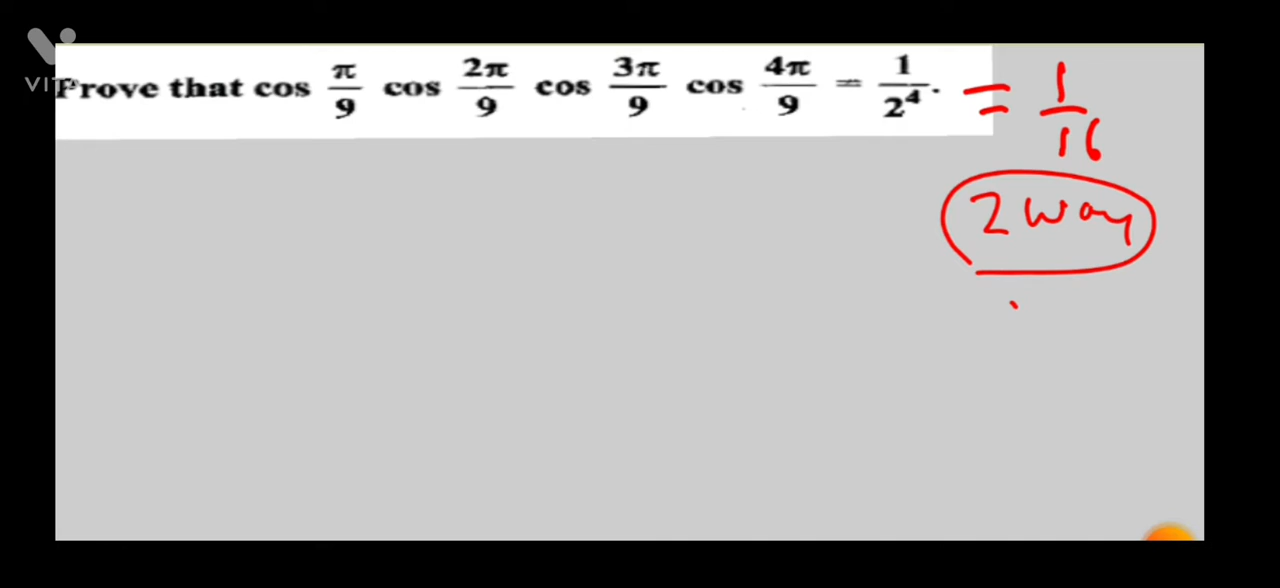 VITA
Prove that cos π/9 cos 2π/9 cos 3π/9 cos 4π/9 = 1/2⁴. = 1/16
2 way